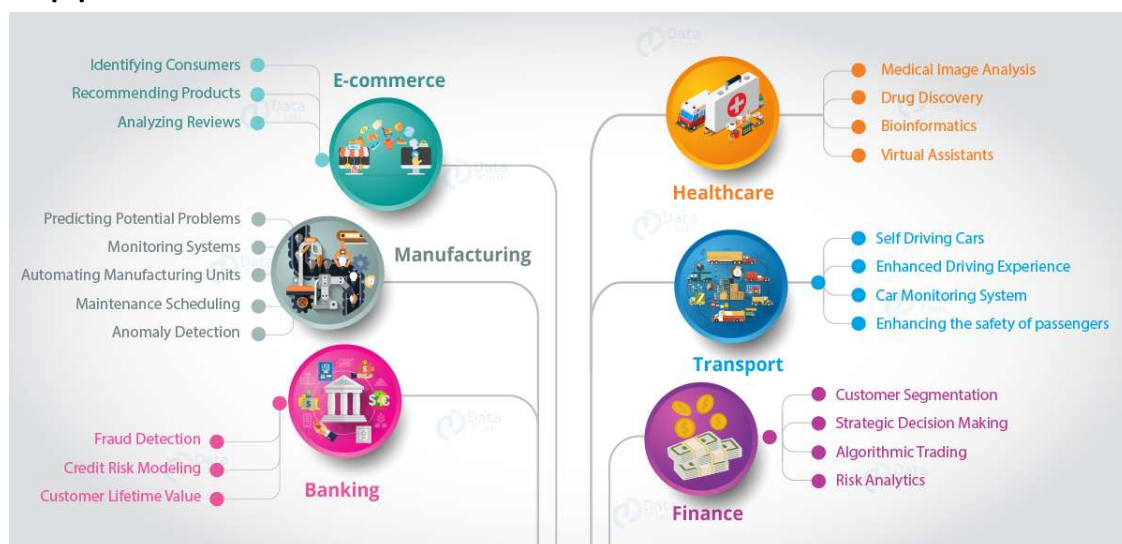 E-commerce
Identifying Consumers
Recommending Products
Analyzing Reviews
Manufacturing
Predicting Potential Problems
Monitoring Systems
Automating Manufacturing Units
Maintenance Scheduling
Anomaly Detection
Banking
Fraud Detection
Credit Risk Modeling
Customer Lifetime Value
Healthcare
Medical Image Analysis
Drug Discovery
Bioinformatics
Virtual Assistants
Transport
Self Driving Cars
Enhanced Driving Experience
Car Monitoring System
Enhancing the safety of passengers
Finance
Customer Segmentation
Strategic Decision Making
Algorithmic Trading
Risk Analytics